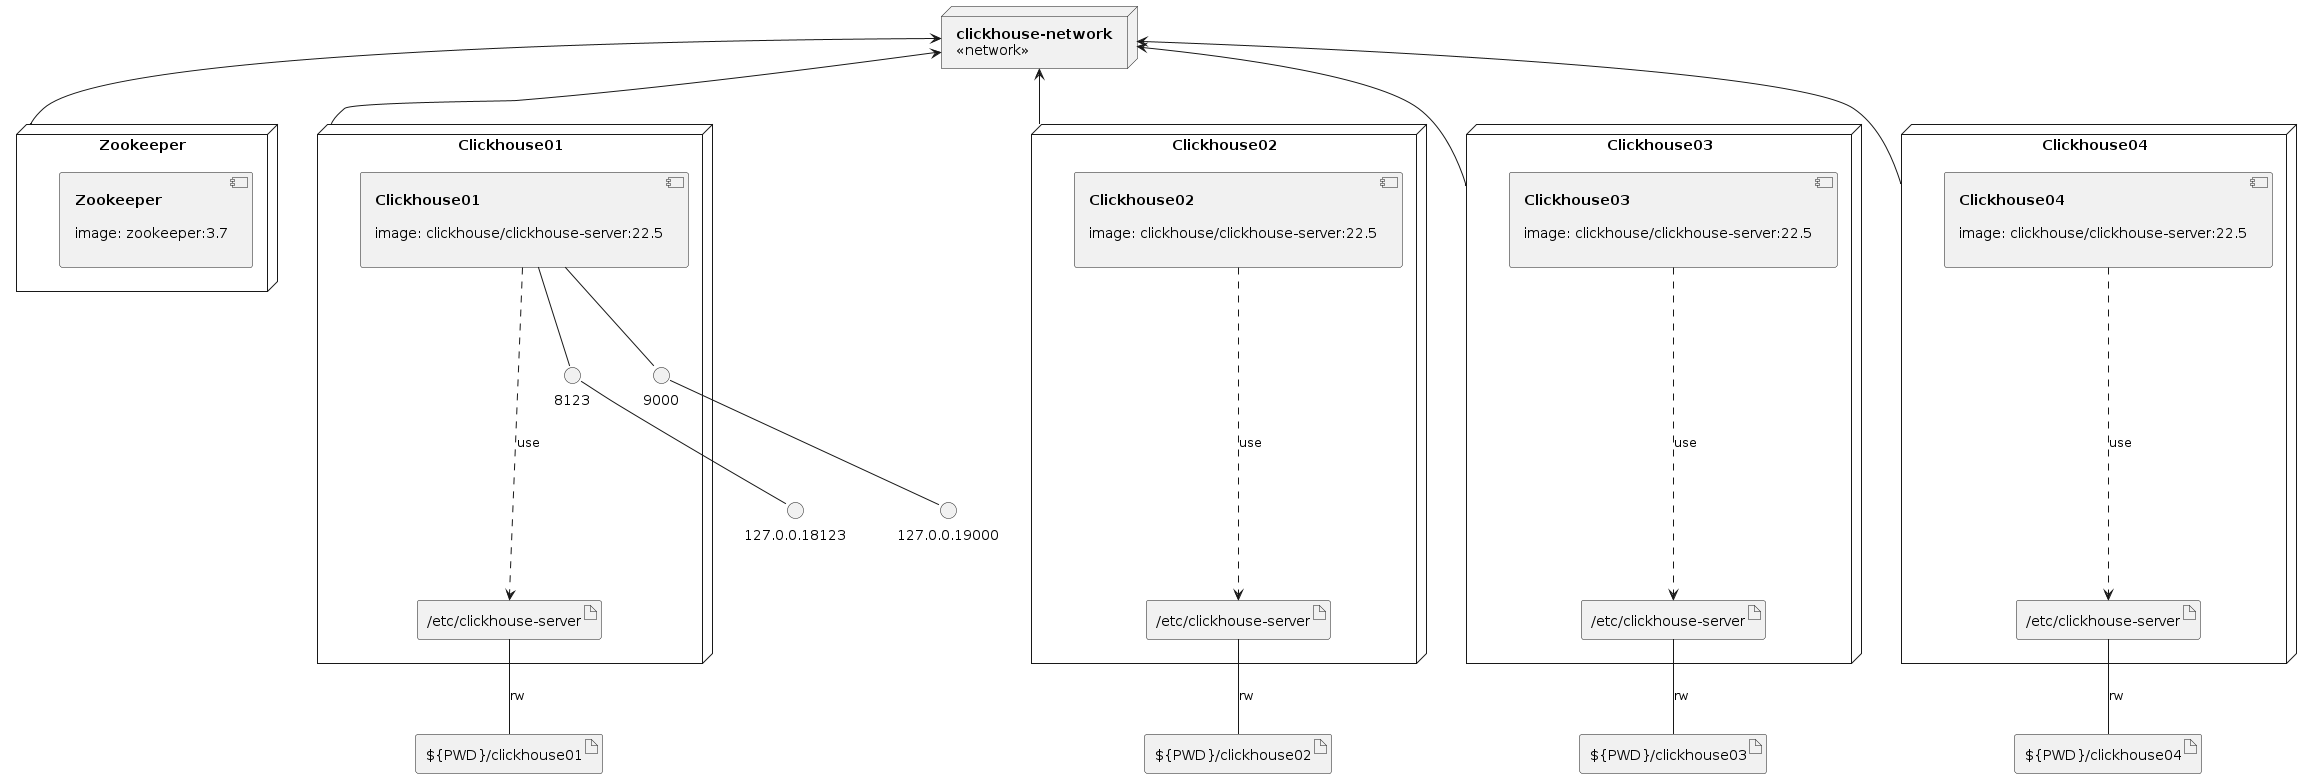 clickhouse-network
«network»
Zookeeper
Zookeeper
image: zookeeper:3.7
Clickhouse01
Clickhouse01
image: clickhouse/clickhouse-server:22.5
8123
9000
use
127.0.0.18123
127.0.0.19000
/etc/clickhouse-server
rw
${PWD}/clickhouse01
Clickhouse02
Clickhouse02
image: clickhouse/clickhouse-server:22.5
use
/etc/clickhouse-server
rw
${PWD}/clickhouse02
Clickhouse03
Clickhouse03
image: clickhouse/clickhouse-server:22.5
use
/etc/clickhouse-server
rw
${PWD}/clickhouse03
Clickhouse04
Clickhouse04
image: clickhouse/clickhouse-server:22.5
use
/etc/clickhouse-server
rw
${PWD}/clickhouse04